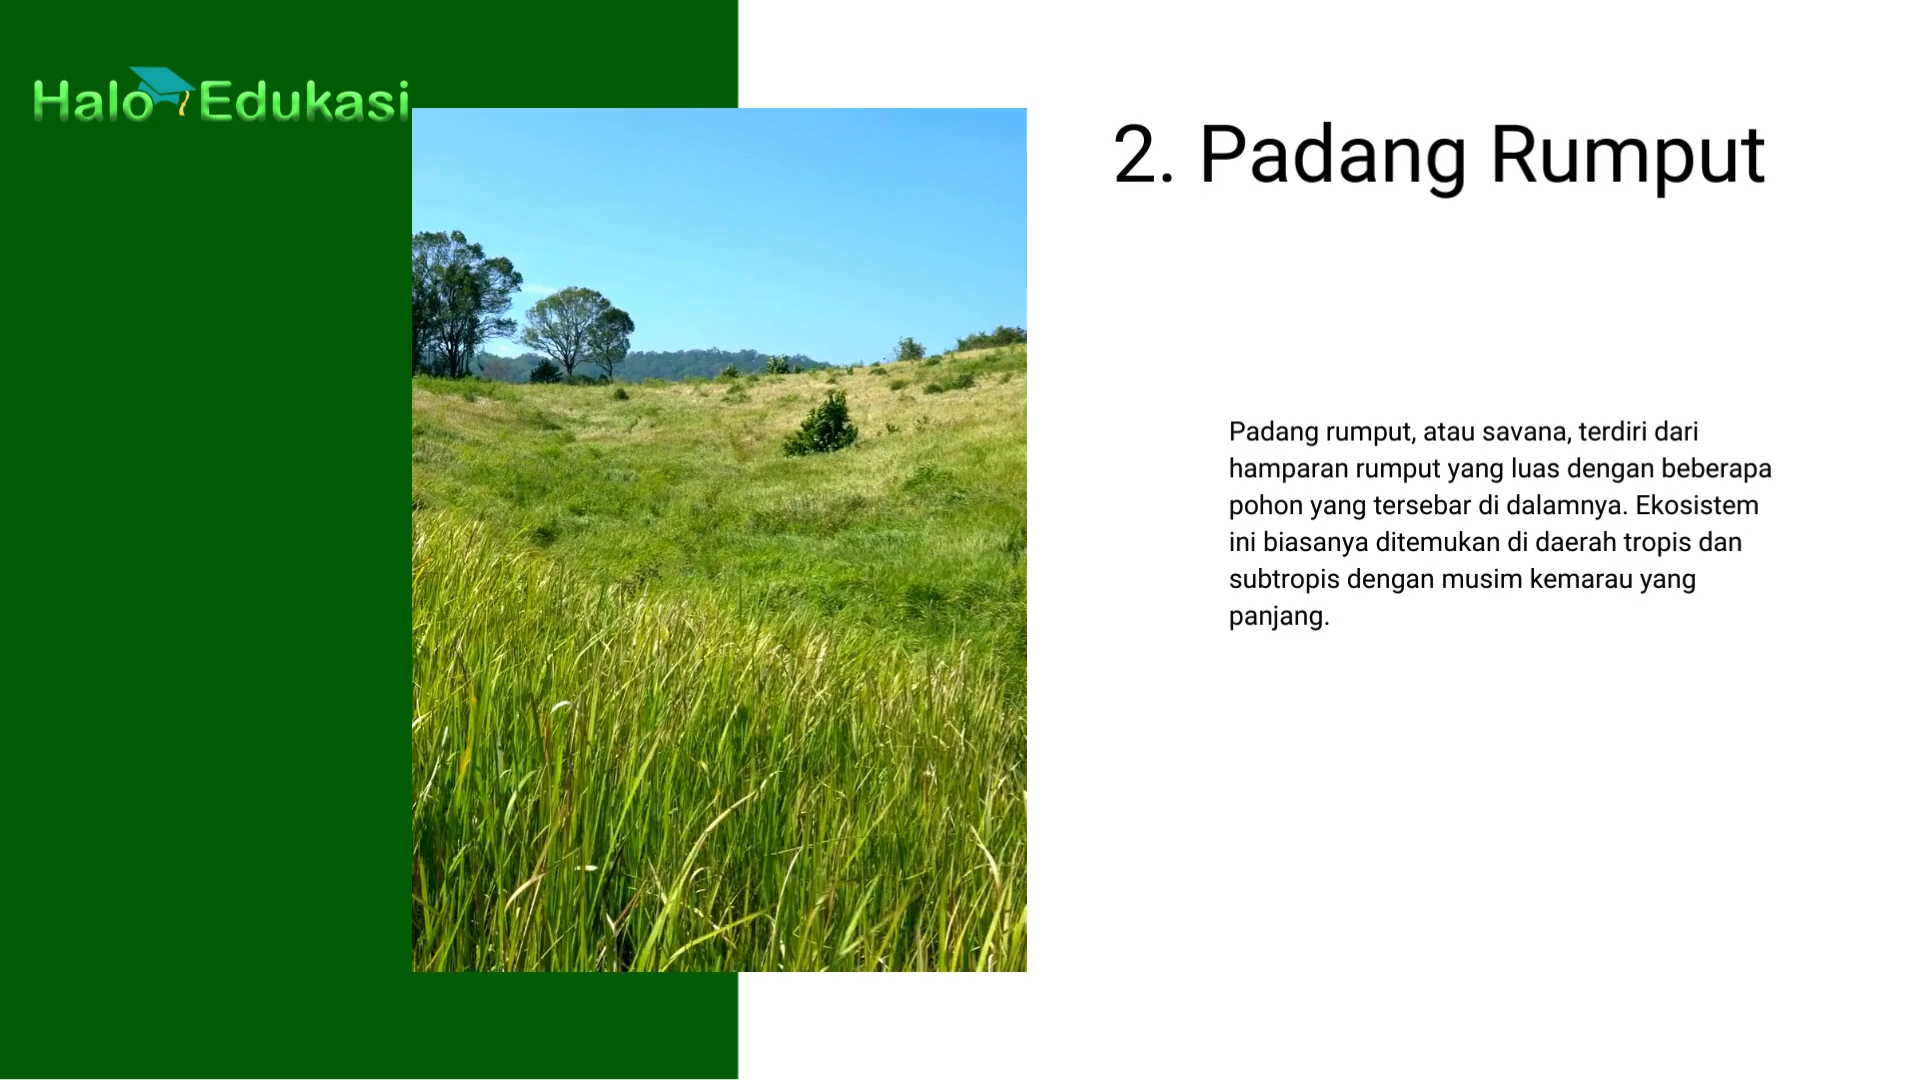 Halo Edukasi
2. Padang Rumput
Padang rumput, atau savana, terdiri dari
hamparan rumput yang luas dengan beberapa
pohon yang tersebar di dalamnya. Ekosistem
ini biasanya ditemukan di daerah tropis dan
subtropis dengan musim kemarau yang
panjang.